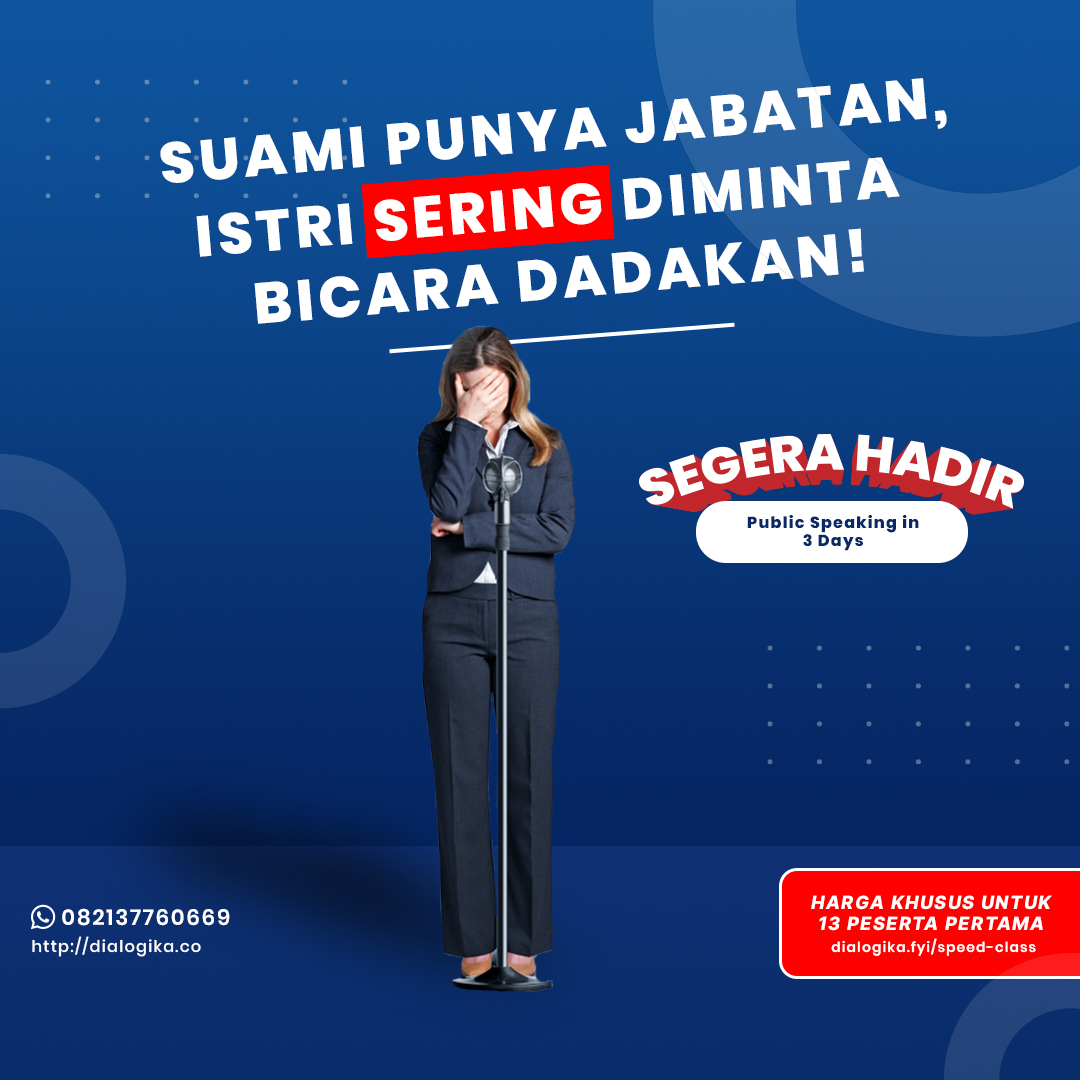 SUAMI PUNYA JABATAN,
ISTRI SERING DIMINTA
BICARA DADAKAN!
SEGERA HADIR
Public Speaking in
3 Days
082137760669
http://dialogika.co
HARGA KHUSUS UNTUK
13 PESERTA PERTAMA
dialogika.fyi/speed-class